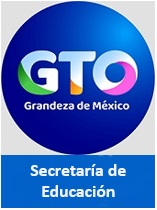 GTO
Grandeza de México
Secretaría de
Educación